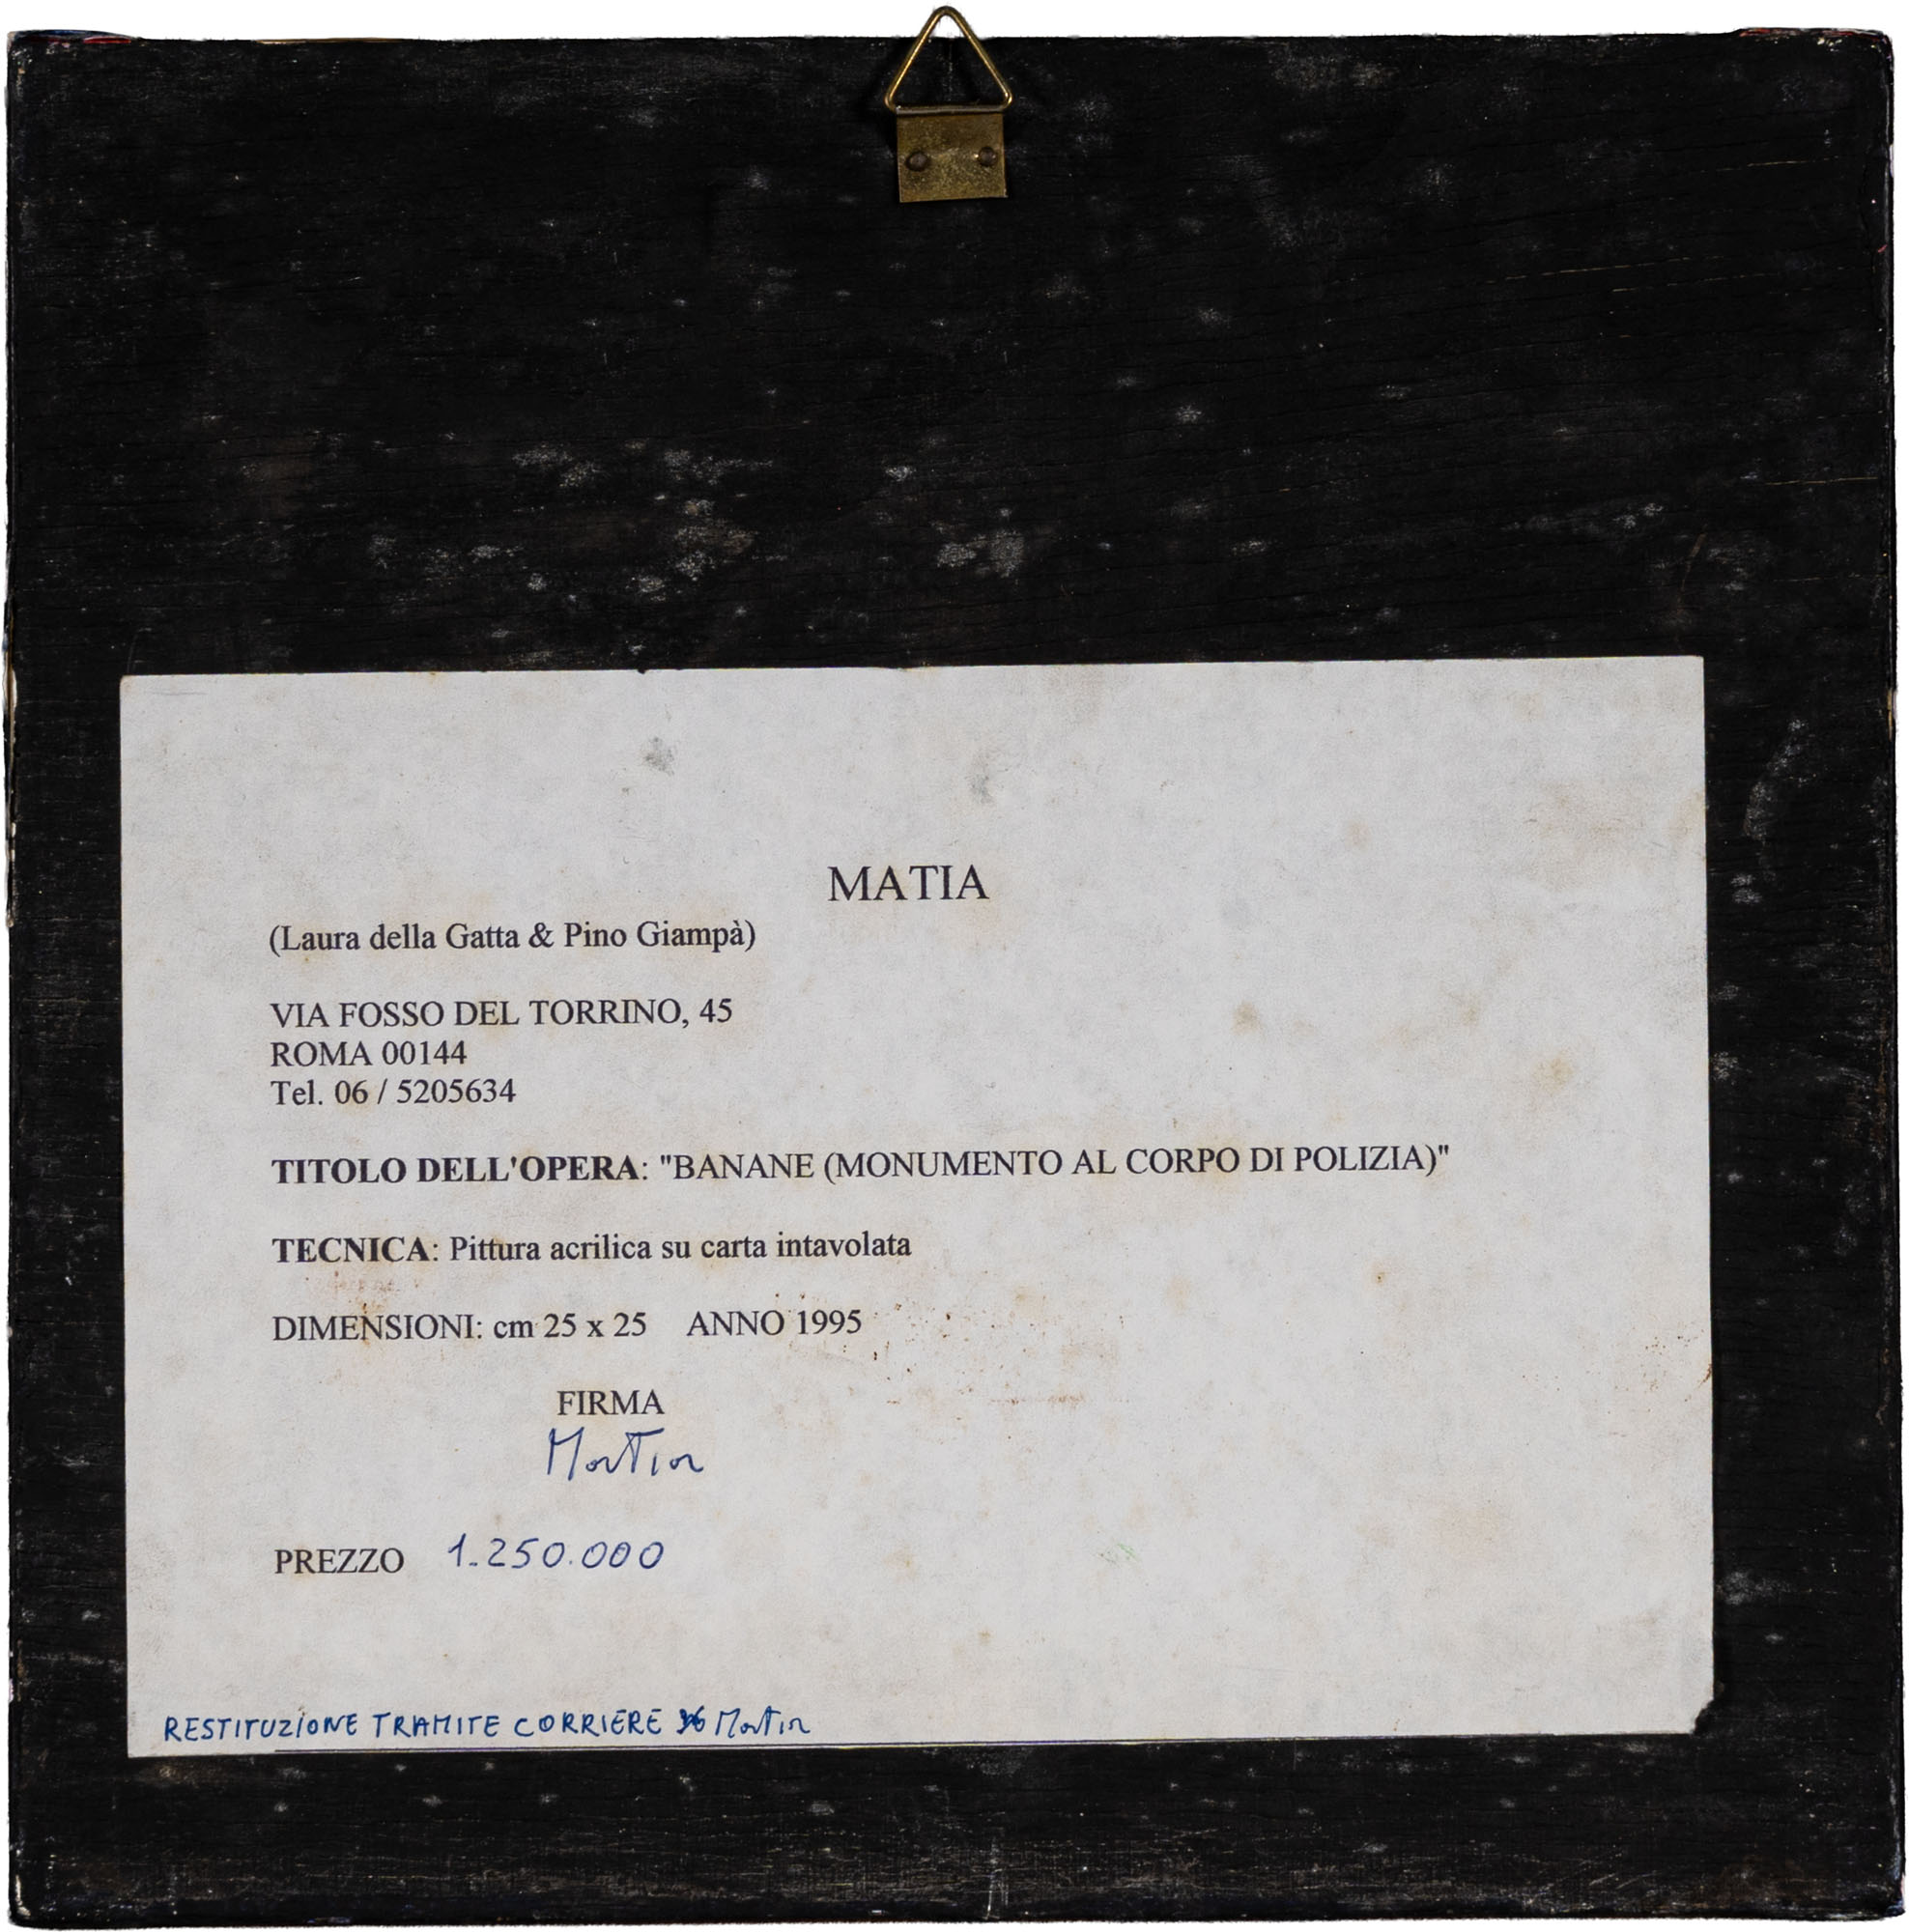 MATIA
(Laura della Gatta & Pino Giampà)
VIA FOSSO DEL TORRINO, 45
ROMA 00144
Tel. 06 / 5205634
TITOLO DELL'OPERA: "BANANE (MONUMENTO AL CORPO DI POLIZIA)"
TECNICA: Pittura acrilica su carta intavolata
DIMENSIONI: cm 25 x 25 ANNO 1995
FIRMA
MaTia
PREZZO 1.250.000
RESTITUZIONE TRAMITE CORRIERE MaTia